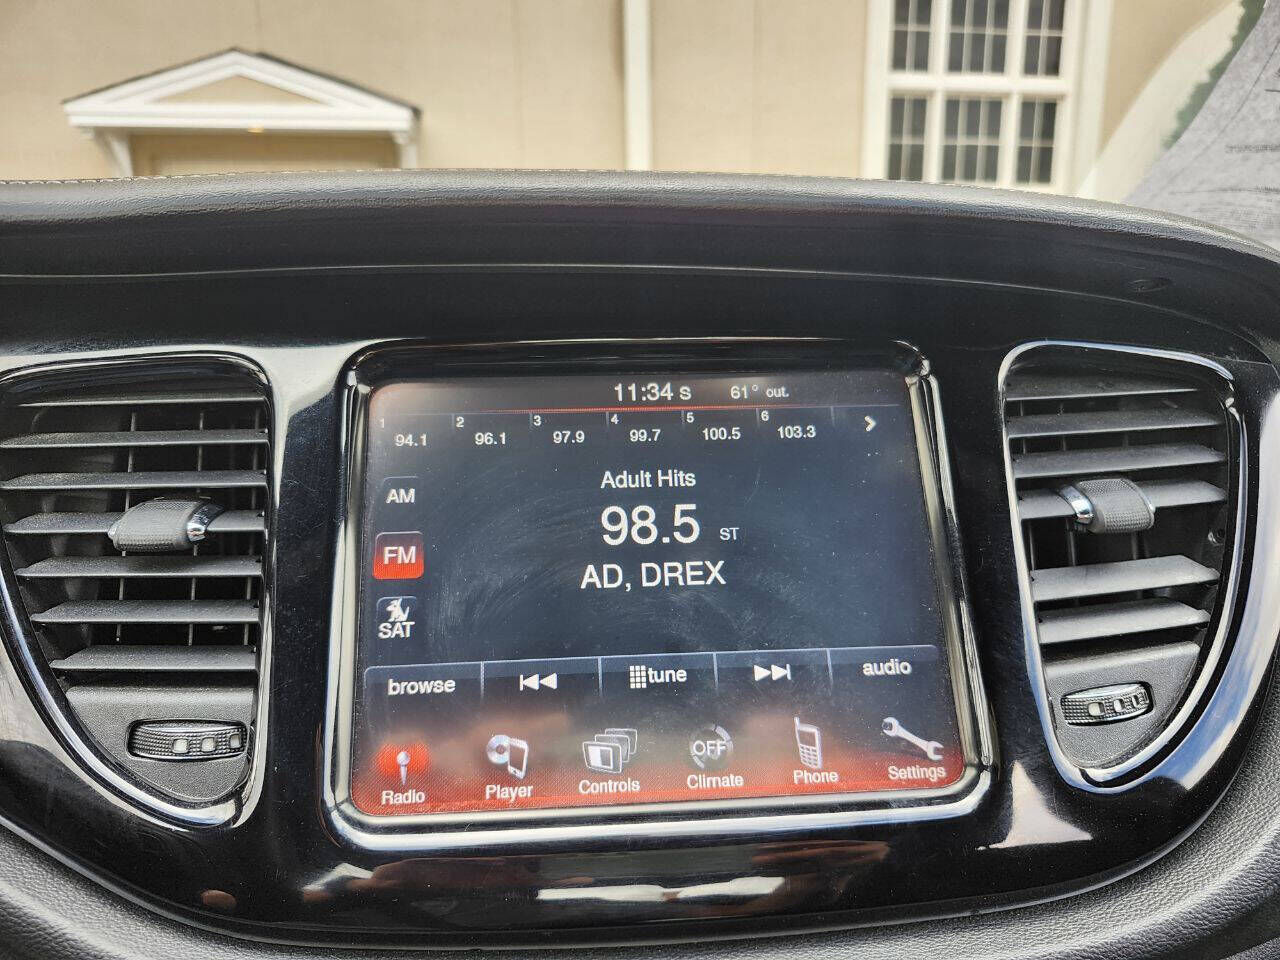 11:34 s 61° out.
1 2 3 4 5 6
94.1 96.1 97.9 99.7 100.5 103.3
Adult Hits
AM
98.5 ST
FM
AD, DREX
SAT
browse tune audio
OFF
Radio Player Controls Climate Phone Settings